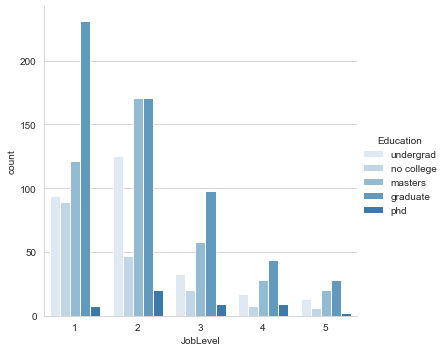 200
150
100
50
0
count
1 2 3 4 5
JobLevel
Education
undergrad
no college
masters
graduate
phd